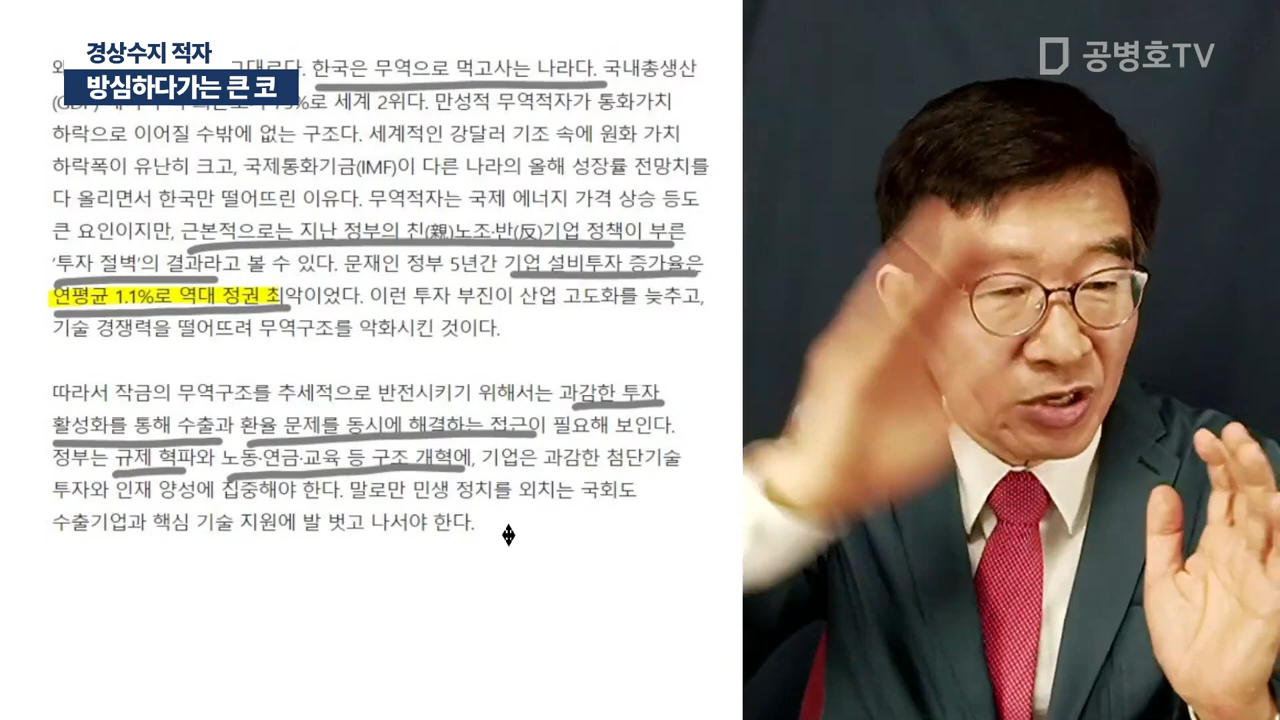 경상수지 적자
방심하다가는 큰 코
공병호TV
그대로다. 한국은 무역으로 먹고사는 나라다. 국내총생산
로 세계 2위다. 만성적 무역적자가 통화가치
하락으로 이어질 수밖에 없는 구조다. 세계적인 강달러 기조 속에 원화 가치
하락폭이 유난히 크고, 국제통화기금(IMF)이 다른 나라의 올해 성장률 전망치를
다 올리면서 한국만 떨어뜨린 이유다. 무역적자는 국제 에너지 가격 상승 등도
큰 요인이지만, 근본적으로는 지난 정부의 친(親)노조·반(反)기업 정책이 부른
‘투자 절벽’의 결과라고 볼 수 있다. 문재인 정부 5년간 기업 설비투자 증가율은
연평균 1.1%로 역대 정권 최악이었다. 이런 투자 부진이 산업 고도화를 늦추고,
기술 경쟁력을 떨어뜨려 무역구조를 악화시킨 것이다.
따라서 작금의 무역구조를 추세적으로 반전시키기 위해서는 과감한 투자
활성화를 통해 수출과 환율 문제를 동시에 해결하는 접근이 필요해 보인다.
정부는 규제 혁파와 노동·연금·교육 등 구조 개혁에, 기업은 과감한 첨단기술
투자와 인재 양성에 집중해야 한다. 말로만 민생 정치를 외치는 국회도
수출기업과 핵심 기술 지원에 발 벗고 나서야 한다.